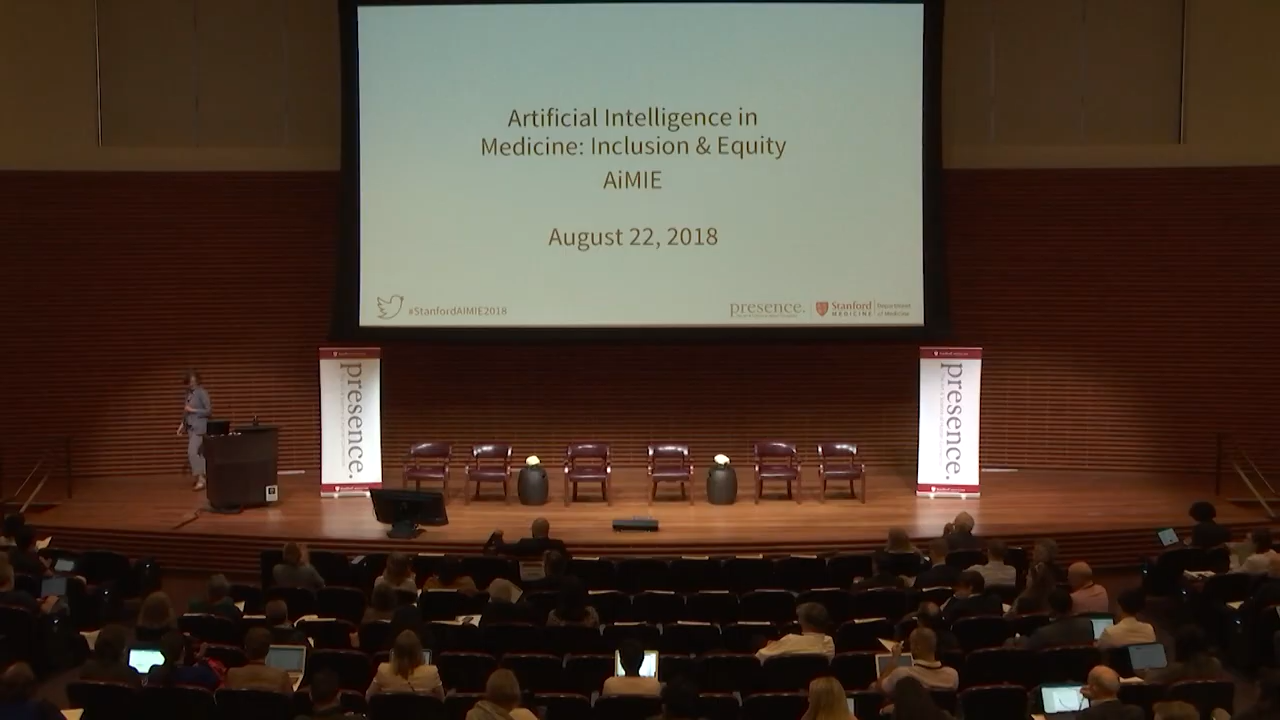 Artificial Intelligence in
Medicine: Inclusion & Equity
AiMIE
August 22, 2018
#StanfordAIMIE2018
presence.
Stanford
MEDICINE
Department
of Medicine
presence.
presence.